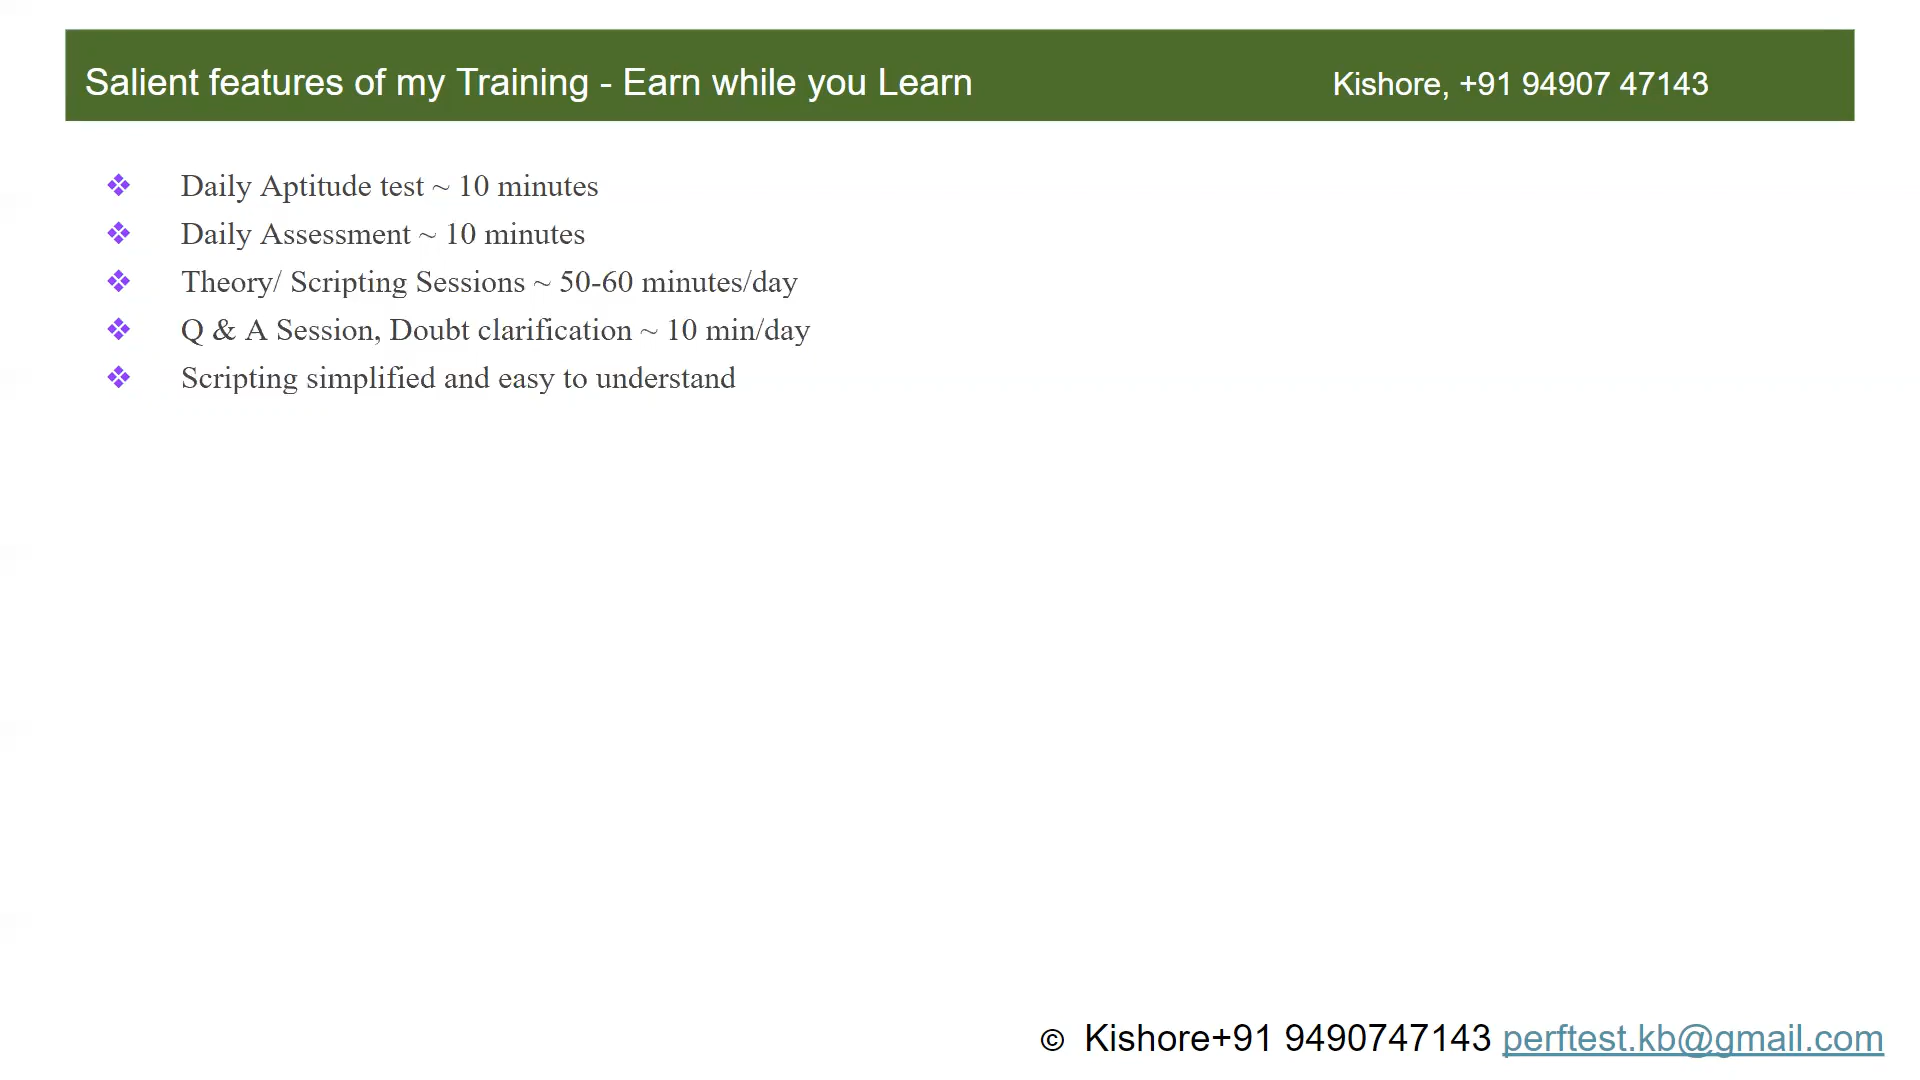 Salient features of my Training - Earn while you Learn Kishore, +91 94907 47143
❖ Daily Aptitude test ~ 10 minutes
❖ Daily Assessment ~ 10 minutes
❖ Theory/ Scripting Sessions ~ 50-60 minutes/day
❖ Q & A Session, Doubt clarification ~ 10 min/day
❖ Scripting simplified and easy to understand
© Kishore+91 9490747143 perftest.kb@gmail.com